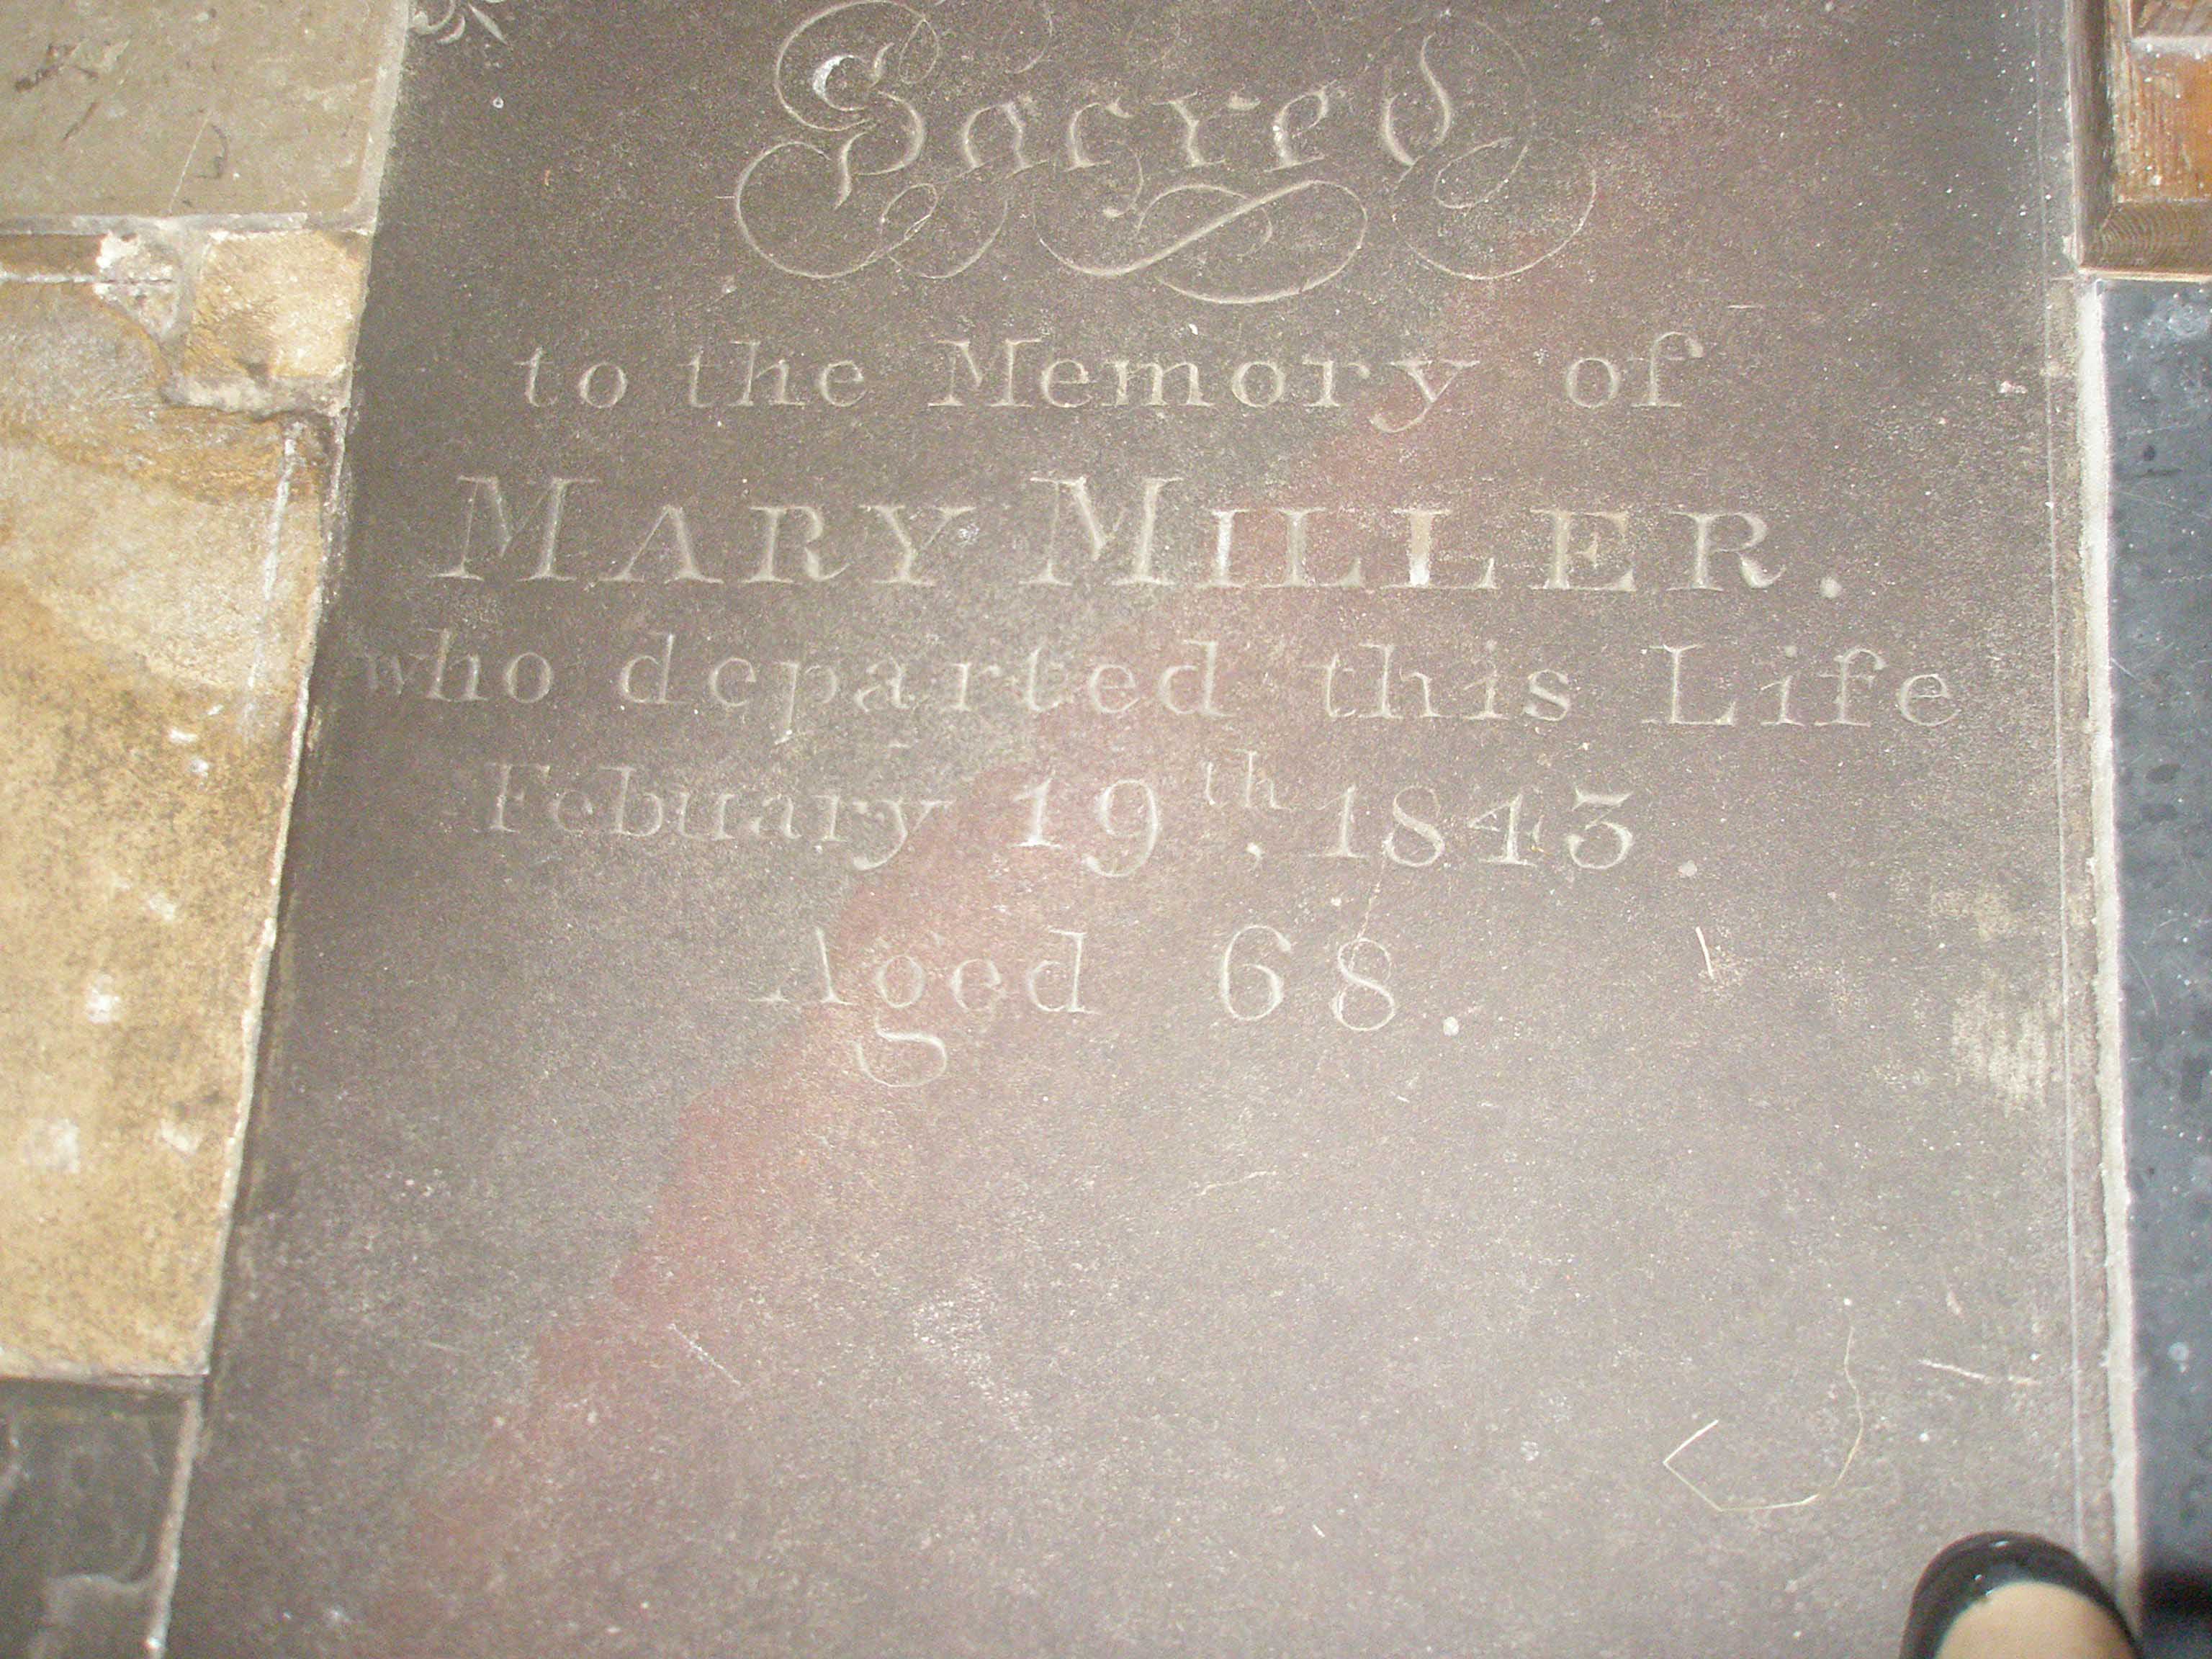 Sacred
to the Memory of
MARY MILLER.
who departed this Life
Febuary 19th, 1843.
Aged 68.